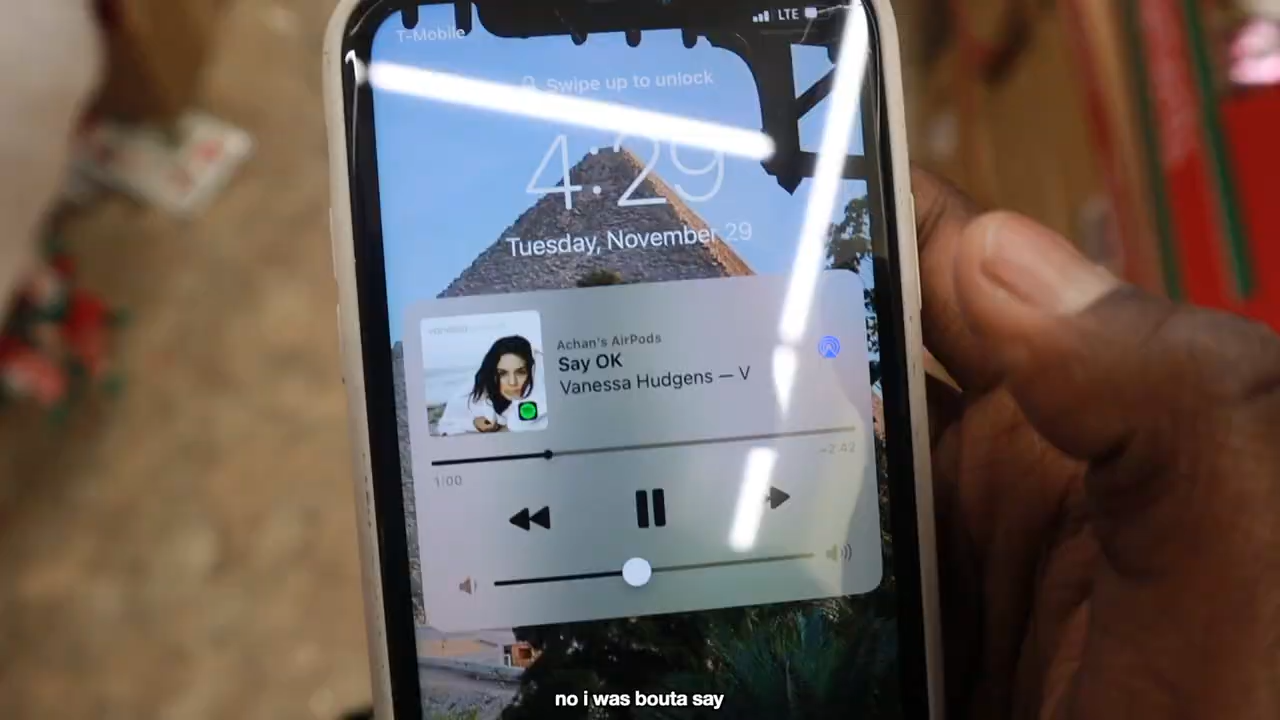 T-Mobile
LTE
Swipe up to unlock
4:29
Tuesday, November 29
Achan's AirPods
Say OK
Vanessa Hudgens — V
1:00
-2:42
no i was bouta say